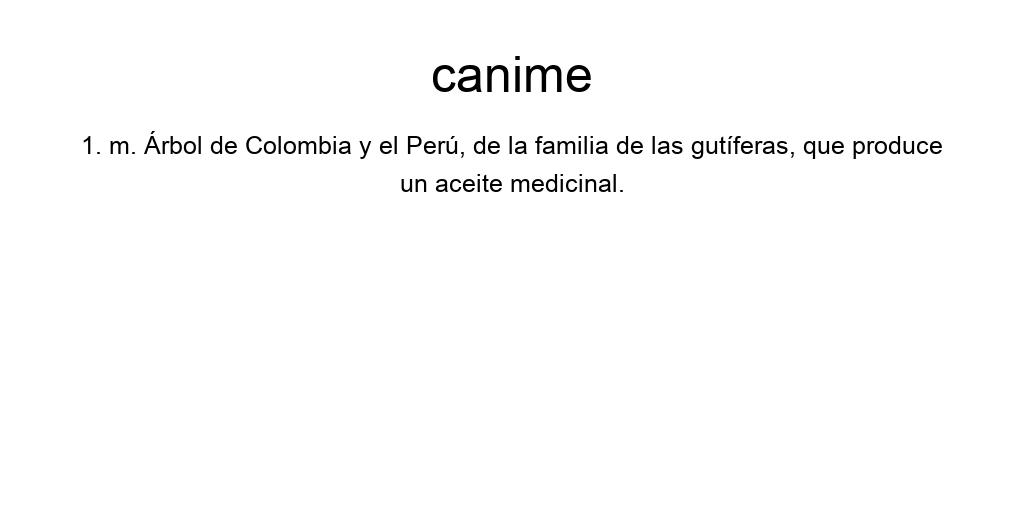 canime
1. m. Árbol de Colombia y el Perú, de la familia de las gutíferas, que produce
un aceite medicinal.